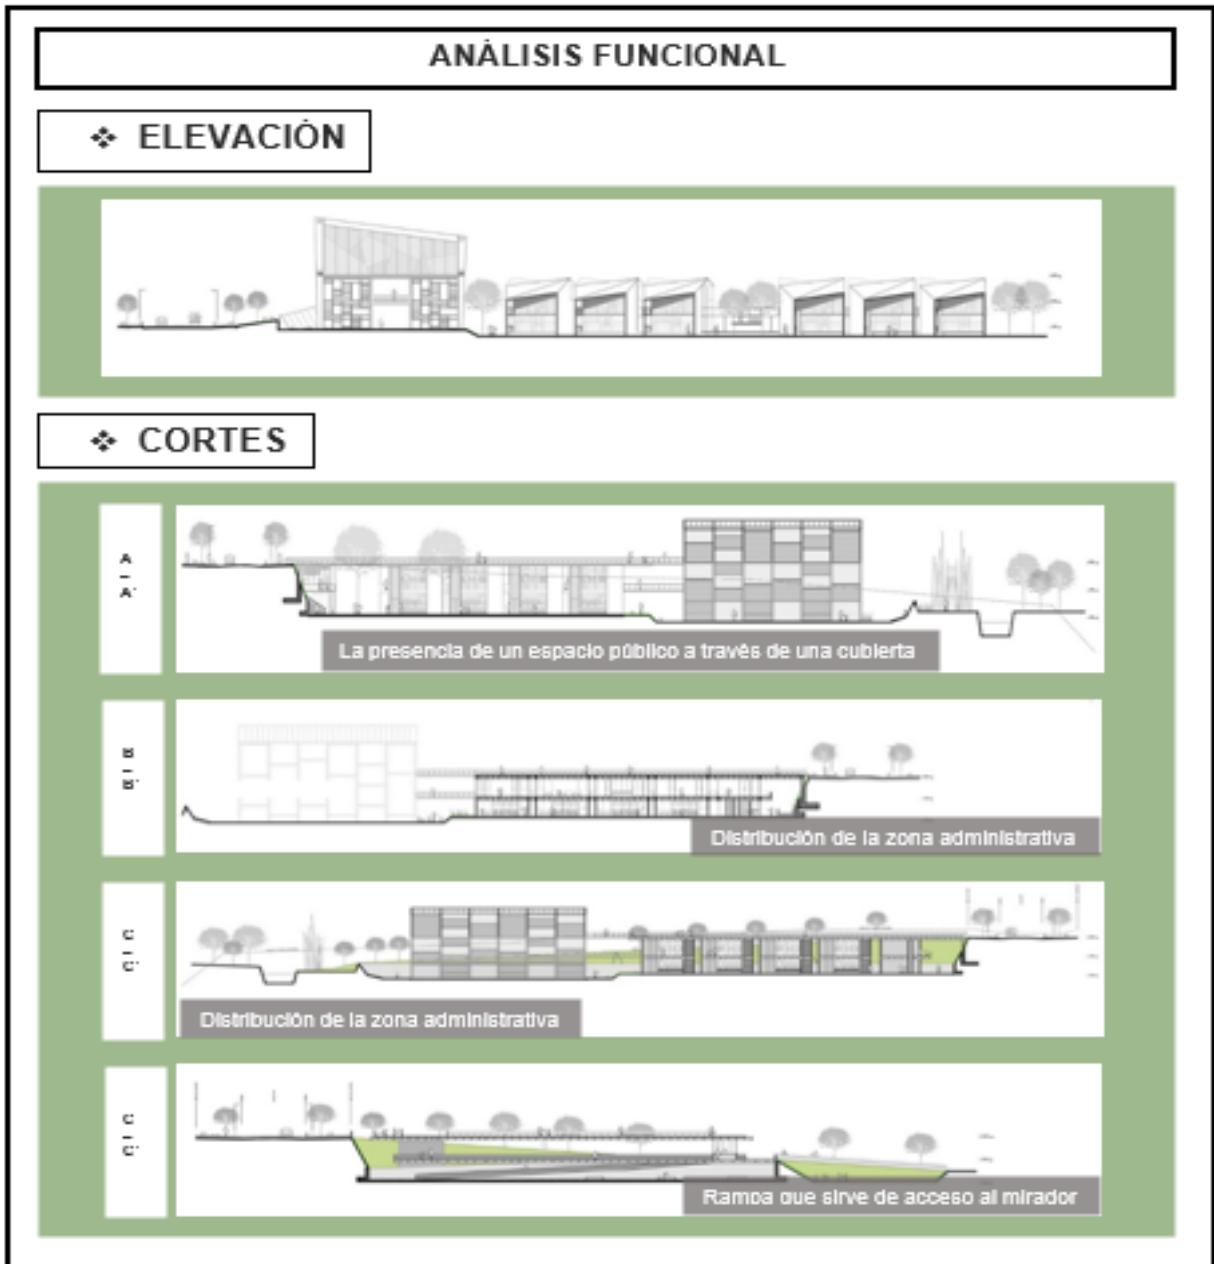 ANÁLISIS FUNCIONAL
❖ ELEVACIÓN
❖ CORTES
A
-
A'
La presencia de un espacio público a través de una cubierta
B
-
B'
Distribución de la zona administrativa
C
-
C'
Distribución de la zona administrativa
C
-
C'
Rampa que sirve de acceso al mirador